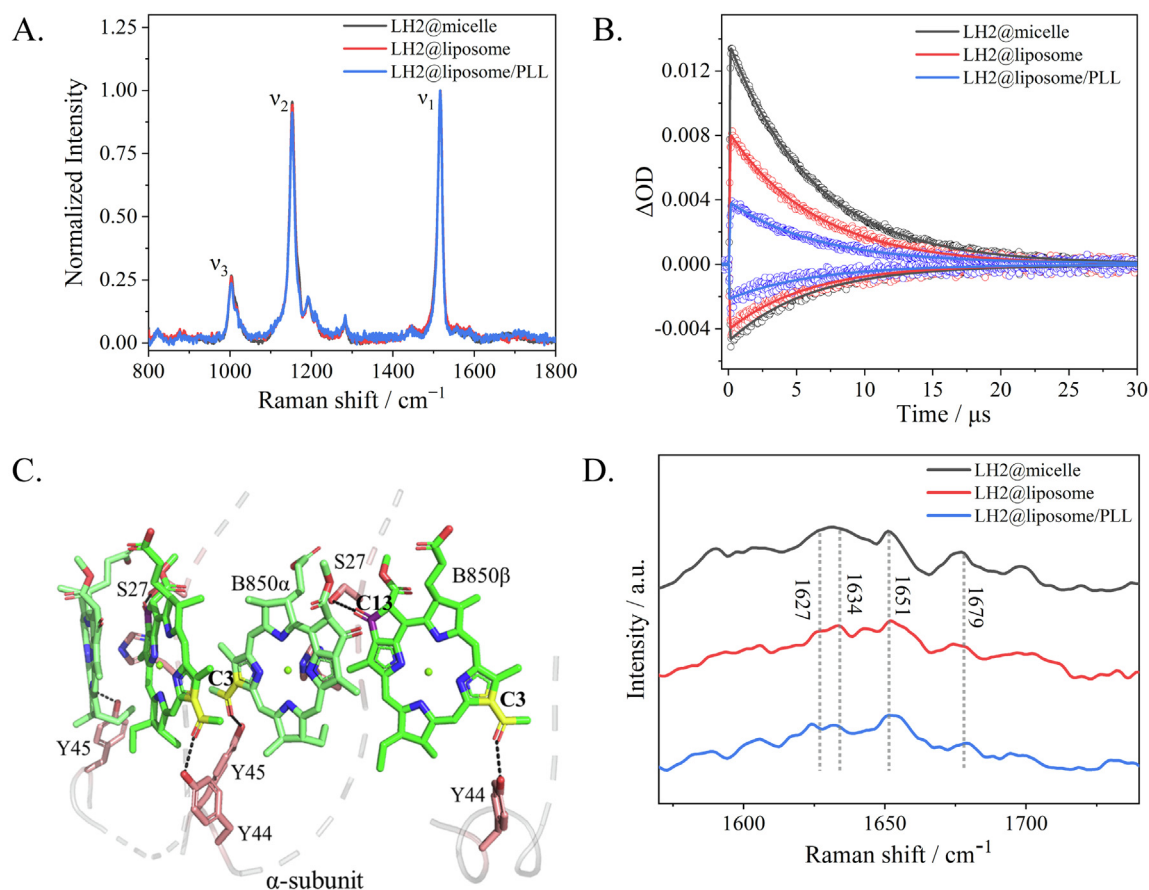 A.
1.25
1.00
0.75
0.50
0.25
0.00
Normalized Intensity
LH2@micelle
LH2@liposome
LH2@liposome/PLL
ν₃
ν₂
ν₁
800 1000 1200 1400 1600 1800
Raman shift / cm⁻¹
B.
0.012
0.008
0.004
0.000
-0.004
ΔOD
LH2@micelle
LH2@liposome
LH2@liposome/PLL
0 5 10 15 20 25 30
Time / μs
C.
S27
B850α
S27
C13
B850β
C3
C3
Y45
Y45
Y44
Y44
α-subunit
D.
Intensity / a.u.
LH2@micelle
LH2@liposome
LH2@liposome/PLL
1627
1634
1651
1679
1600 1650 1700
Raman shift / cm⁻¹